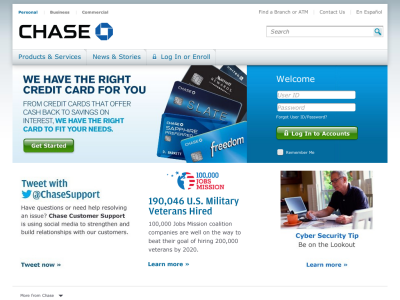 Personal Business Commercial Find a Branch or ATM Contact Us En Español
CHASE Search
Products & Services News & Stories Log In or Enroll
WE HAVE THE RIGHT
CREDIT CARD FOR YOU
FROM CREDIT CARDS THAT OFFER
CASH BACK TO SAVINGS ON
INTEREST, WE HAVE THE RIGHT
CARD TO FIT YOUR NEEDS.
Get Started
CHASE
SLATE
CHASE
SAPPHIRE
PREFERRED
CHASE
freedom
Welcome
User ID
Password
Forgot User ID/Password?
Log In to Accounts
Remember Me
Tweet with
@ChaseSupport
Have questions or need help resolving
an issue? Chase Customer Support
is using social media to strengthen and
build relationships with our customers.
Tweet now »
100,000
JOBS
MISSION
190,046 U.S. Military
Veterans Hired
100,000 Jobs Mission coalition
companies are well on the way to
beat their goal of hiring 200,000
veterans by 2020.
Learn more »
Cyber Security Tip
Be on the Lookout
Learn more »
More from Chase